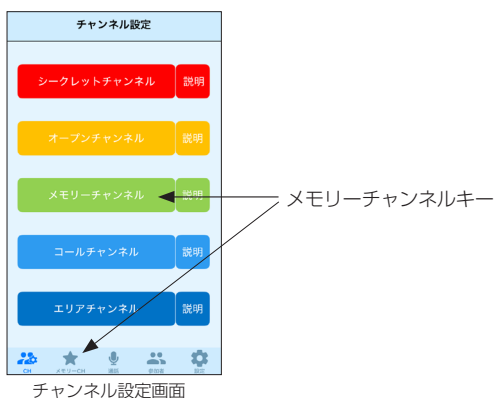 チャンネル設定
シークレットチャンネル 説明
オープンチャンネル 説明
メモリーチャンネル 説明
メモリーチャンネルキー
コールチャンネル 説明
エリアチャンネル 説明
CH メモリーCH 通話 参加者 設定
チャンネル設定画面